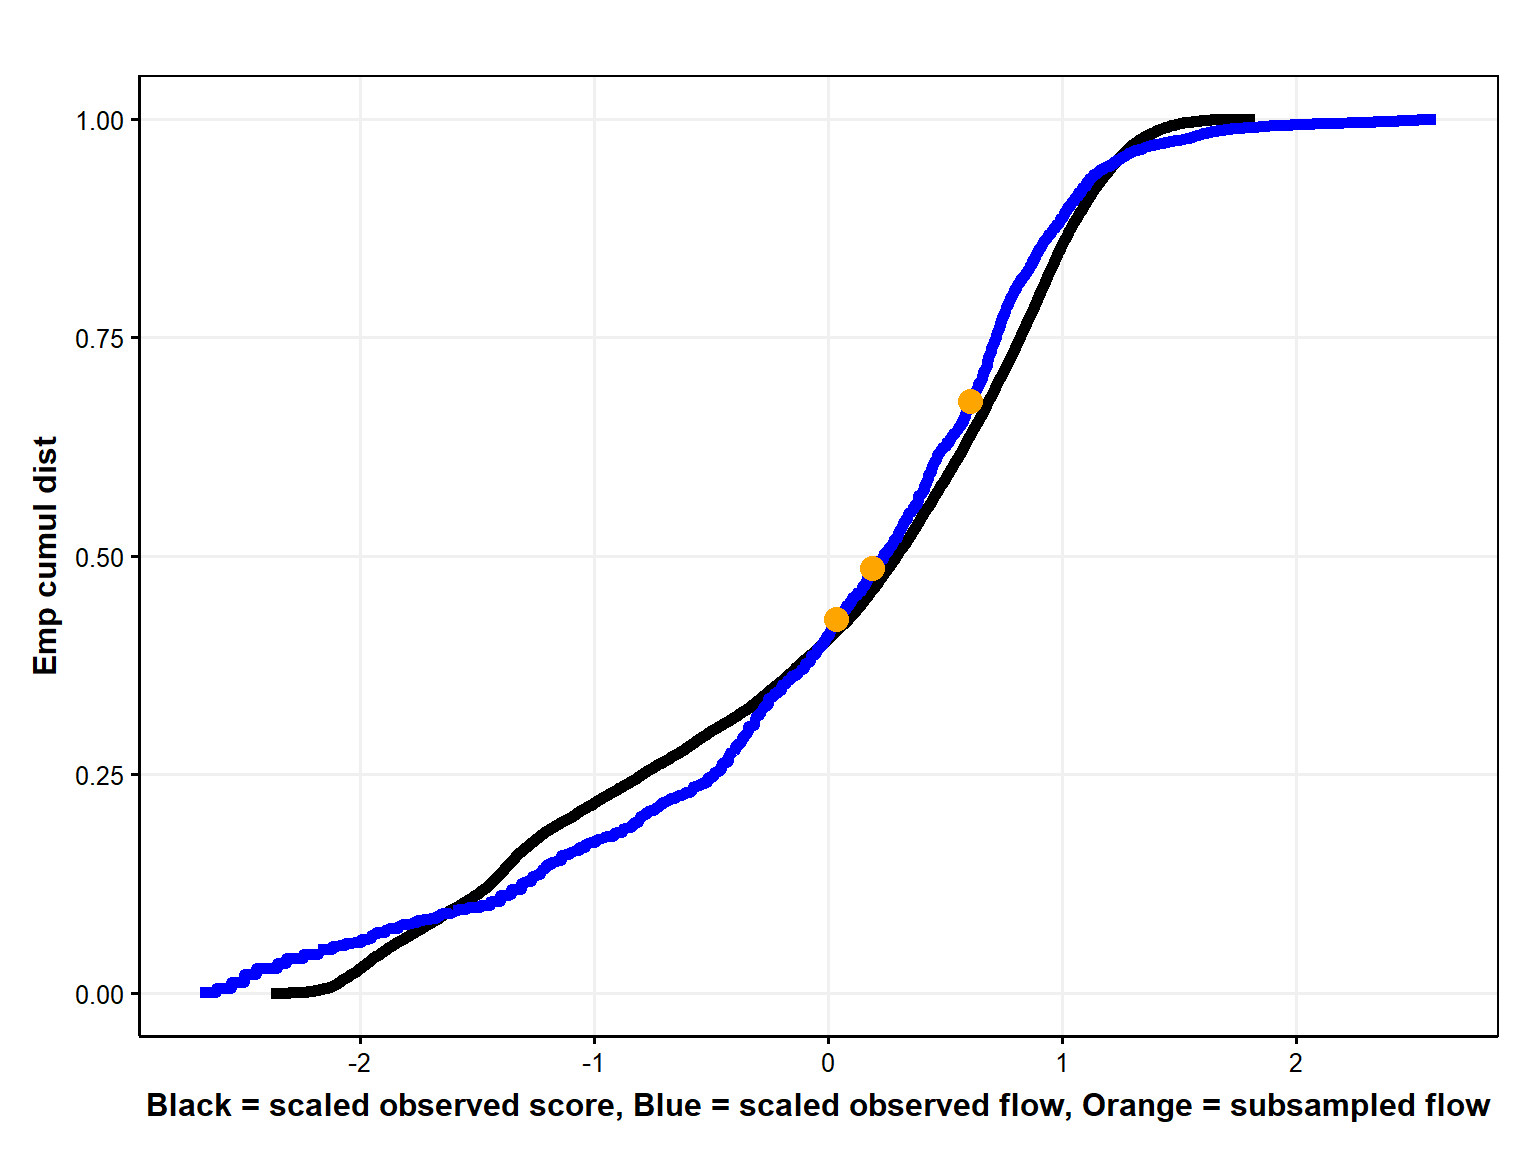 1.00
0.75
0.50
0.25
0.00
Emp cumul dist
-2 -1 0 1 2
Black = scaled observed score, Blue = scaled observed flow, Orange = subsampled flow